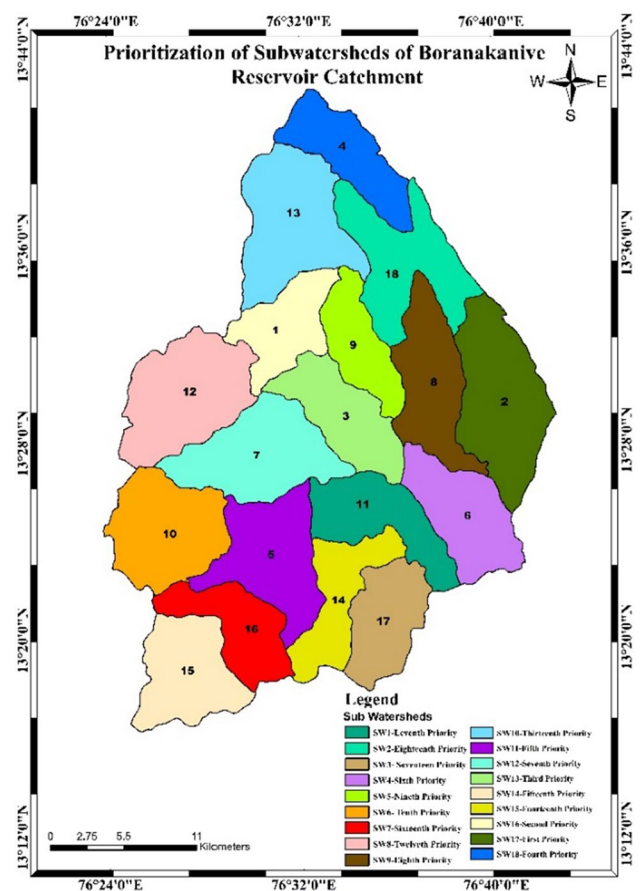 76°24'0"E 76°32'0"E 76°40'0"E
Prioritization of Subwatersheds of Boranakanive
Reservoir Catchment
N
W E
S
13°44'0"N 13°44'0"N
4
13
13°36'0"N 13°36'0"N
18
1
9
12
8
2
3
13°28'0"N 13°28'0"N
7
11
6
10
5
14
17
16
13°20'0"N 13°20'0"N
15
Legend
Sub Watersheds
SW1-Leventh Priority
SW2-Eighteenth Priority
SW3- Seventeen Priority
SW4-Sixth Priority
SW5-Nineth Priority
SW6- Tenth Priority
SW7-Sixteenth Priority
SW8-Twelveth Priority
SW9-Eighth Priority
SW10-Thirteenth Priority
SW11-Fifth Priority
SW12-Seventh Priority
SW13-Third Priority
SW14-Fifteenth Priority
SW15-Fourteenth Priority
SW16-Second Priority
SW17-First Priority
SW18-Fourth Priority
13°12'0"N 13°12'0"N
0 2.75 5.5 11
Kilometers
76°24'0"E 76°32'0"E 76°40'0"E